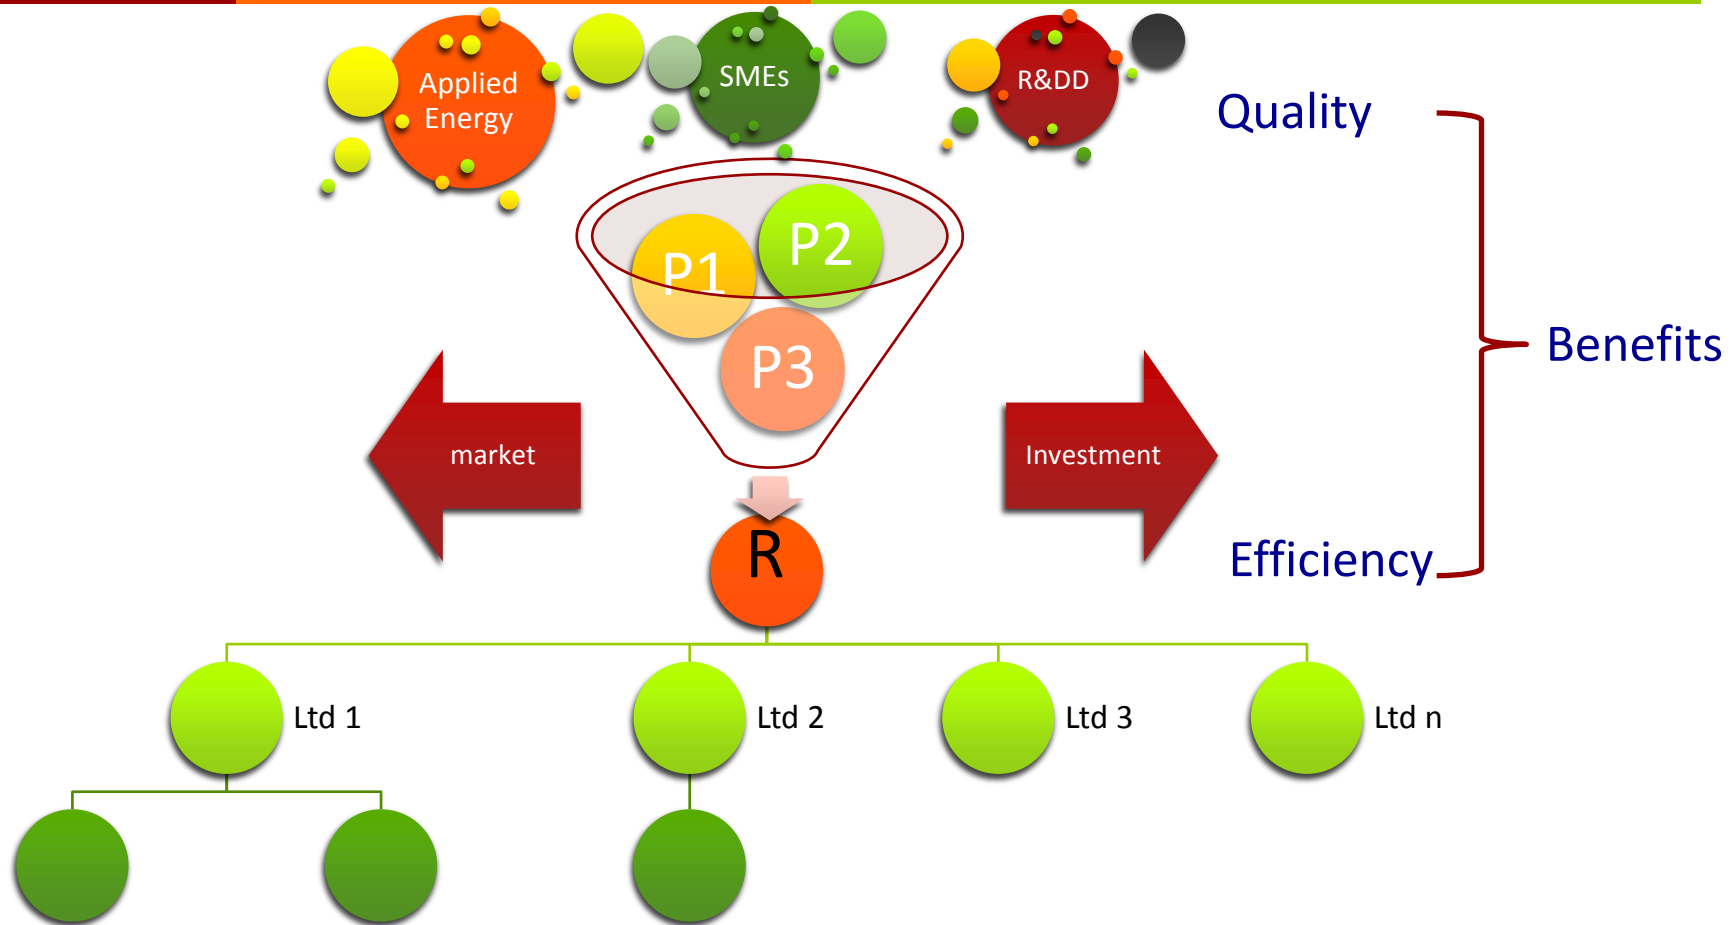 Applied
Energy
SMEs
R&DD
Quality
P1
P2
P3
Benefits
market
Investment
R
Efficiency
Ltd 1
Ltd 2
Ltd 3
Ltd n